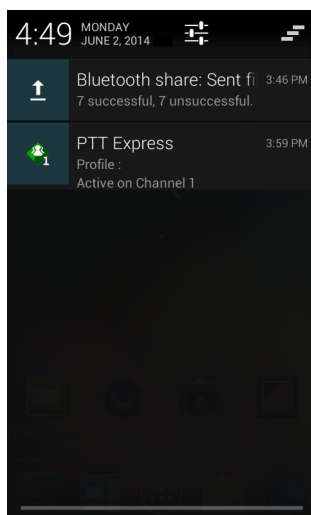 4:49 MONDAY
JUNE 2, 2014
Bluetooth share: Sent fi 3:46 PM
7 successful, 7 unsuccessful.
PTT Express 3:59 PM
1
Profile :
Active on Channel 1